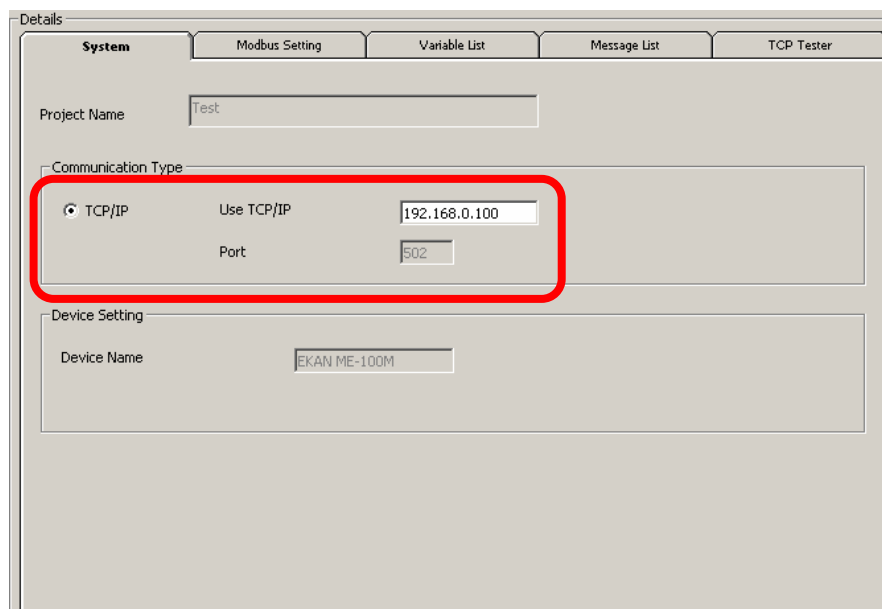 Details
System Modbus Setting Variable List Message List TCP Tester
Project Name Test
Communication Type
TCP/IP Use TCP/IP 192.168.0.100
Port 502
Device Setting
Device Name EKAN ME-100M